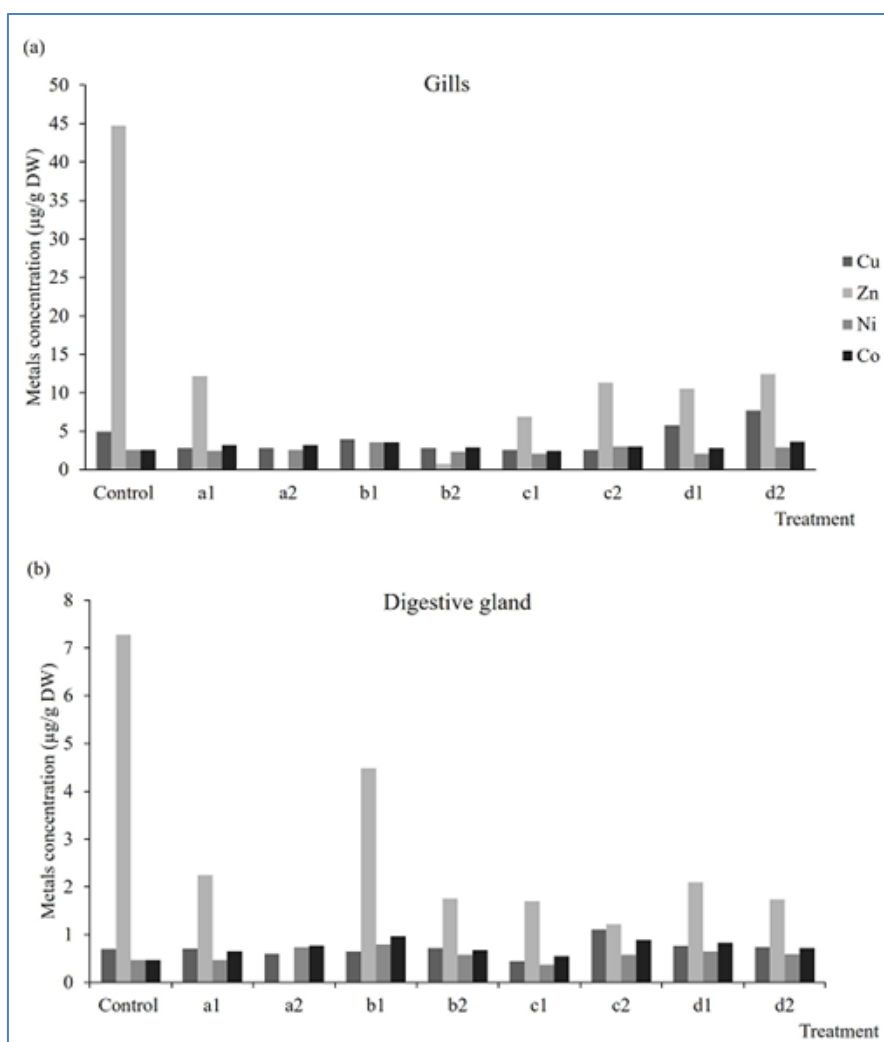 (a)
Gills
Metals concentration (µg/g DW)
50
45
40
35
30
25
20
15
10
5
0
Control a1 a2 b1 b2 c1 c2 d1 d2
Treatment
Cu
Zn
Ni
Co
(b)
Digestive gland
Metals concentration (µg/g DW)
8
7
6
5
4
3
2
1
0
Control a1 a2 b1 b2 c1 c2 d1 d2
Treatment